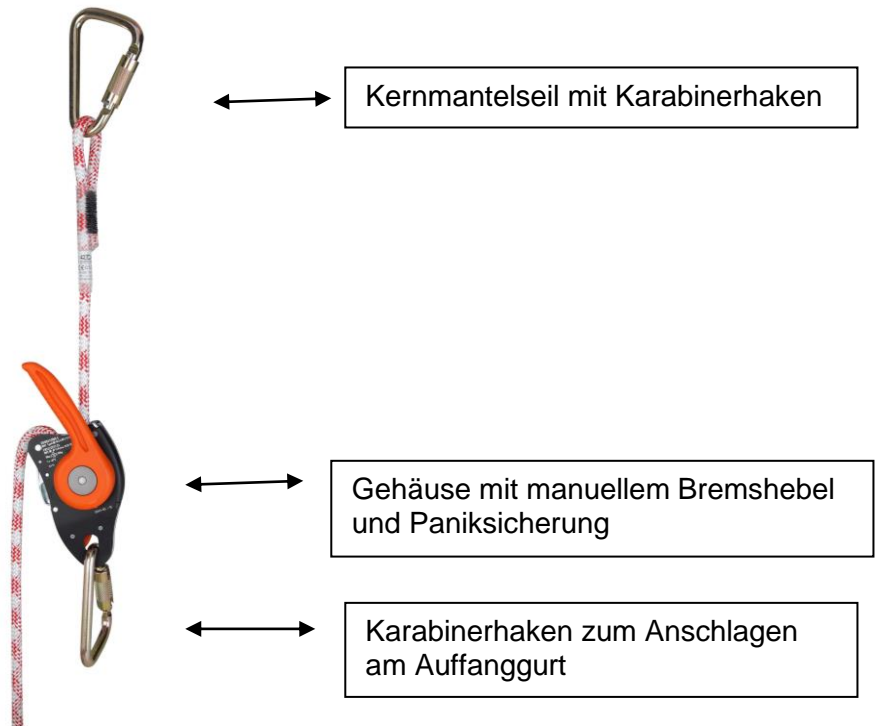 Kernmantelseil mit Karabinerhaken
Gehäuse mit manuellem Bremshebel
und Paniksicherung
Karabinerhaken zum Anschlagen
am Auffanggurt